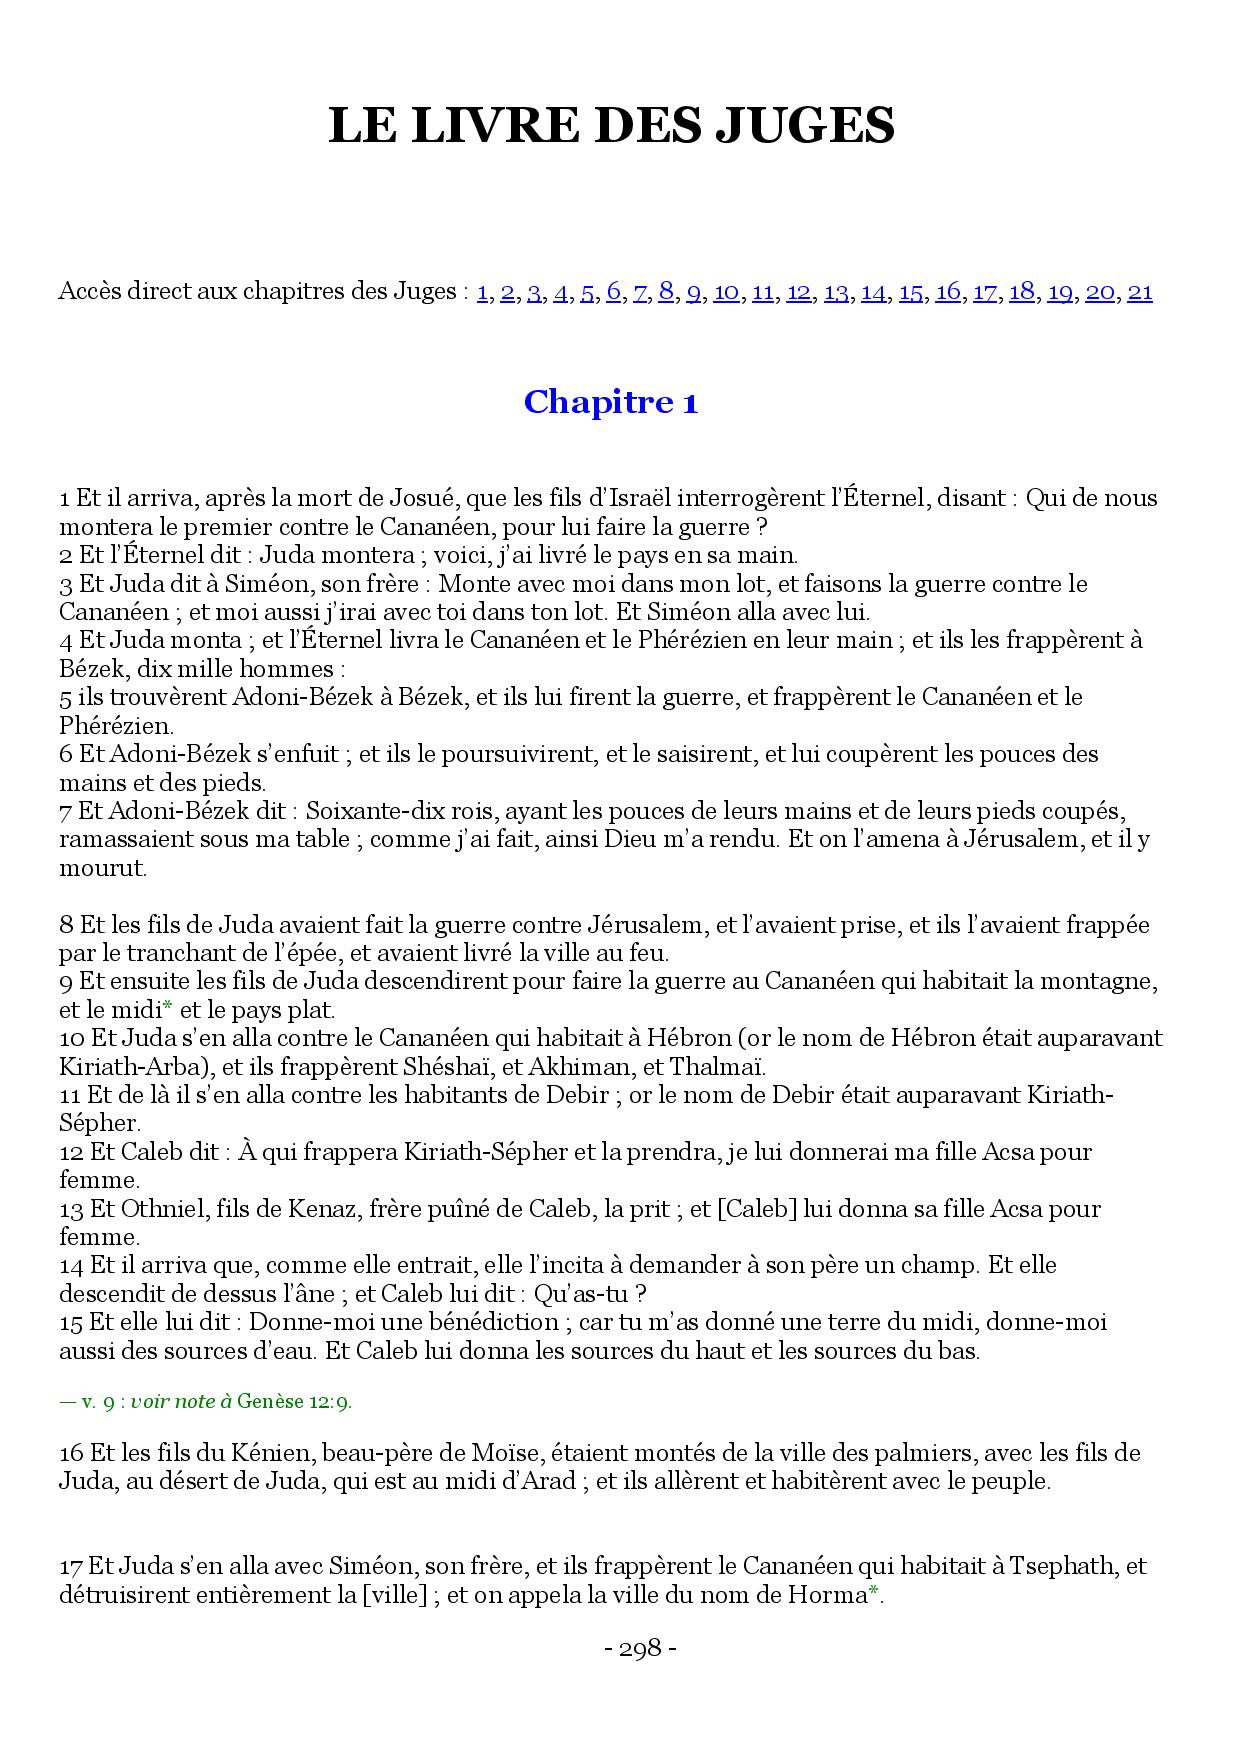 LE LIVRE DES JUGES
Accès direct aux chapitres des Juges : 1, 2, 3, 4, 5, 6, 7, 8, 9, 10, 11, 12, 13, 14, 15, 16, 17, 18, 19, 20, 21
Chapitre 1
1 Et il arriva, après la mort de Josué, que les fils d’Israël interrogèrent l’Éternel, disant : Qui de nous
montera le premier contre le Cananéen, pour lui faire la guerre ?
2 Et l’Éternel dit : Juda montera ; voici, j’ai livré le pays en sa main.
3 Et Juda dit à Siméon, son frère : Monte avec moi dans mon lot, et faisons la guerre contre le
Cananéen ; et moi aussi j’irai avec toi dans ton lot. Et Siméon alla avec lui.
4 Et Juda monta ; et l’Éternel livra le Cananéen et le Phérézien en leur main ; et ils les frappèrent à
Bézek, dix mille hommes :
5 ils trouvèrent Adoni-Bézek à Bézek, et ils lui firent la guerre, et frappèrent le Cananéen et le
Phérézien.
6 Et Adoni-Bézek s’enfuit ; et ils le poursuivirent, et le saisirent, et lui coupèrent les pouces des
mains et des pieds.
7 Et Adoni-Bézek dit : Soixante-dix rois, ayant les pouces de leurs mains et de leurs pieds coupés,
ramassaient sous ma table ; comme j’ai fait, ainsi Dieu m’a rendu. Et on l’amena à Jérusalem, et il y
mourut.
8 Et les fils de Juda avaient fait la guerre contre Jérusalem, et l’avaient prise, et ils l’avaient frappée
par le tranchant de l’épée, et avaient livré la ville au feu.
9 Et ensuite les fils de Juda descendirent pour faire la guerre au Cananéen qui habitait la montagne,
et le midi* et le pays plat.
10 Et Juda s’en alla contre le Cananéen qui habitait à Hébron (or le nom de Hébron était auparavant
Kiriath-Arba), et ils frappèrent Shéshaï, et Akhiman, et Thalmaï.
11 Et de là il s’en alla contre les habitants de Debir ; or le nom de Debir était auparavant Kiriath-
Sépher.
12 Et Caleb dit : À qui frappera Kiriath-Sépher et la prendra, je lui donnerai ma fille Acsa pour
femme.
13 Et Othniel, fils de Kenaz, frère puîné de Caleb, la prit ; et [Caleb] lui donna sa fille Acsa pour
femme.
14 Et il arriva que, comme elle entrait, elle l’incita à demander à son père un champ. Et elle
descendit de dessus l’âne ; et Caleb lui dit : Qu’as-tu ?
15 Et elle lui dit : Donne-moi une bénédiction ; car tu m’as donné une terre du midi, donne-moi
aussi des sources d’eau. Et Caleb lui donna les sources du haut et les sources du bas.
— v. 9 : voir note à Genèse 12:9.
16 Et les fils du Kénien, beau-père de Moïse, étaient montés de la ville des palmiers, avec les fils de
Juda, au désert de Juda, qui est au midi d’Arad ; et ils allèrent et habitèrent avec le peuple.
17 Et Juda s’en alla avec Siméon, son frère, et ils frappèrent le Cananéen qui habitait à Tsephath, et
détruisirent entièrement la [ville] ; et on appela la ville du nom de Horma*.
- 298 -